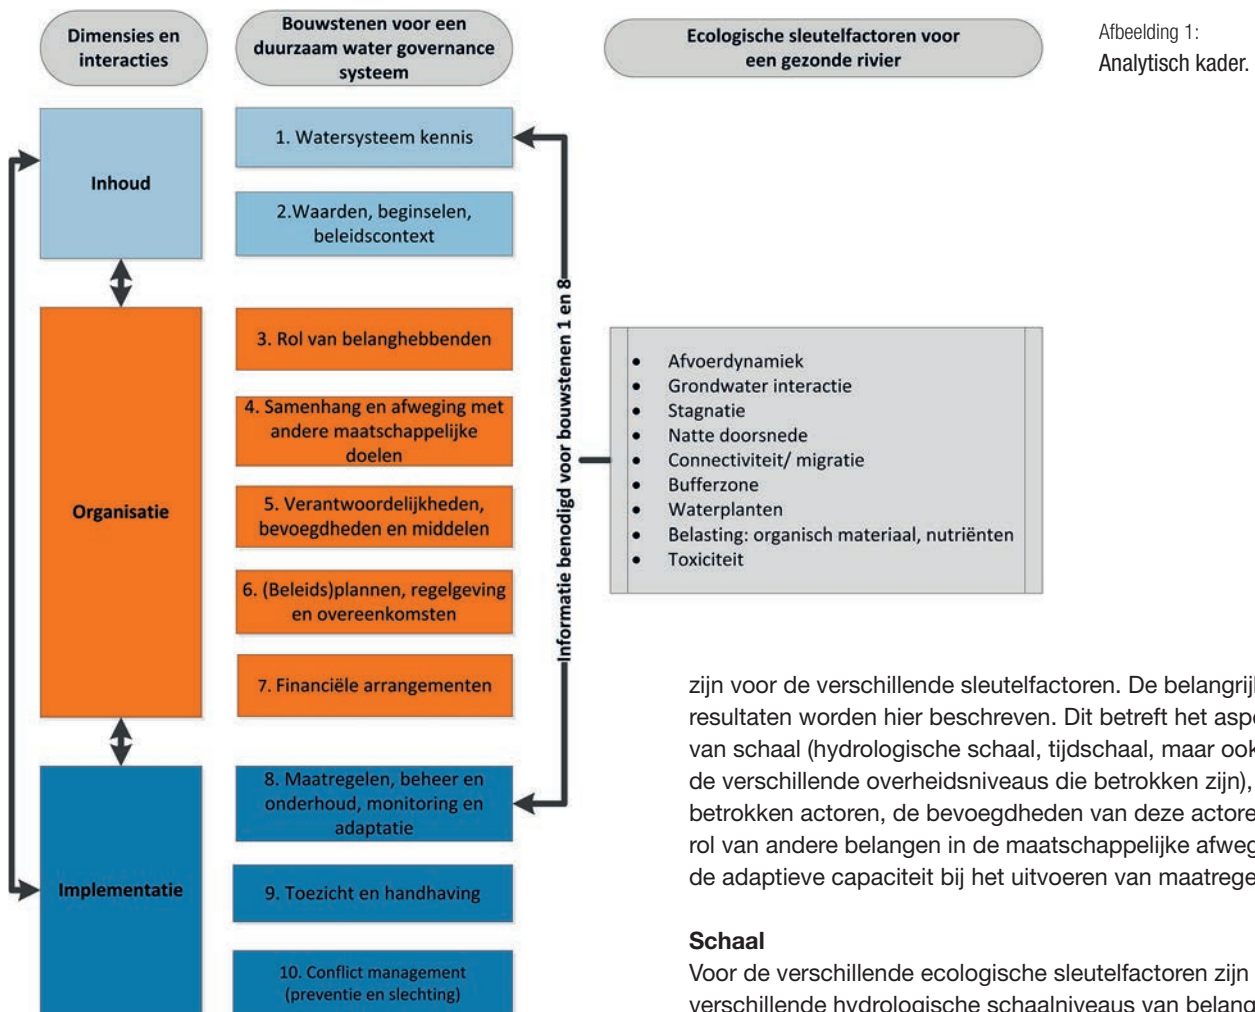 Dimensies en
interacties
Bouwstenen voor een
duurzaam water governance
systeem
Ecologische sleutelfactoren voor
een gezonde rivier
Afbeelding 1:
Analytisch kader.
Inhoud
1. Watersysteem kennis
2.Waarden, beginselen,
beleidscontext
Organisatie
3. Rol van belanghebbenden
4. Samenhang en afweging met
andere maatschappelijke
doelen
5. Verantwoordelijkheden,
bevoegdheden en middelen
6. (Beleids)plannen, regelgeving
en overeenkomsten
7. Financiële arrangementen
Implementatie
8. Maatregelen, beheer en
onderhoud, monitoring en
adaptatie
9. Toezicht en handhaving
10. Conflict management
(preventie en slechting)
Informatie benodigd voor bouwstenen 1 en 8
• Afvoerdynamiek
• Grondwater interactie
• Stagnatie
• Natte doorsnede
• Connectiviteit/ migratie
• Bufferzone
• Waterplanten
• Belasting: organisch materiaal, nutriënten
• Toxiciteit
zijn voor de verschillende sleutelfactoren. De
resultaten worden hier beschreven. Dit betreft het
van schaal (hydrologische schaal, tijdschaal, maar ook
de verschillende overheidsniveaus die betrokken zijn),
betrokken actoren, de bevoegdheden van deze
rol van andere belangen in de maatschappelijke
de adaptieve capaciteit bij het uitvoeren van
Schaal
Voor de verschillende ecologische sleutelfactoren zijn
verschillende hydrologische schaalniveaus van